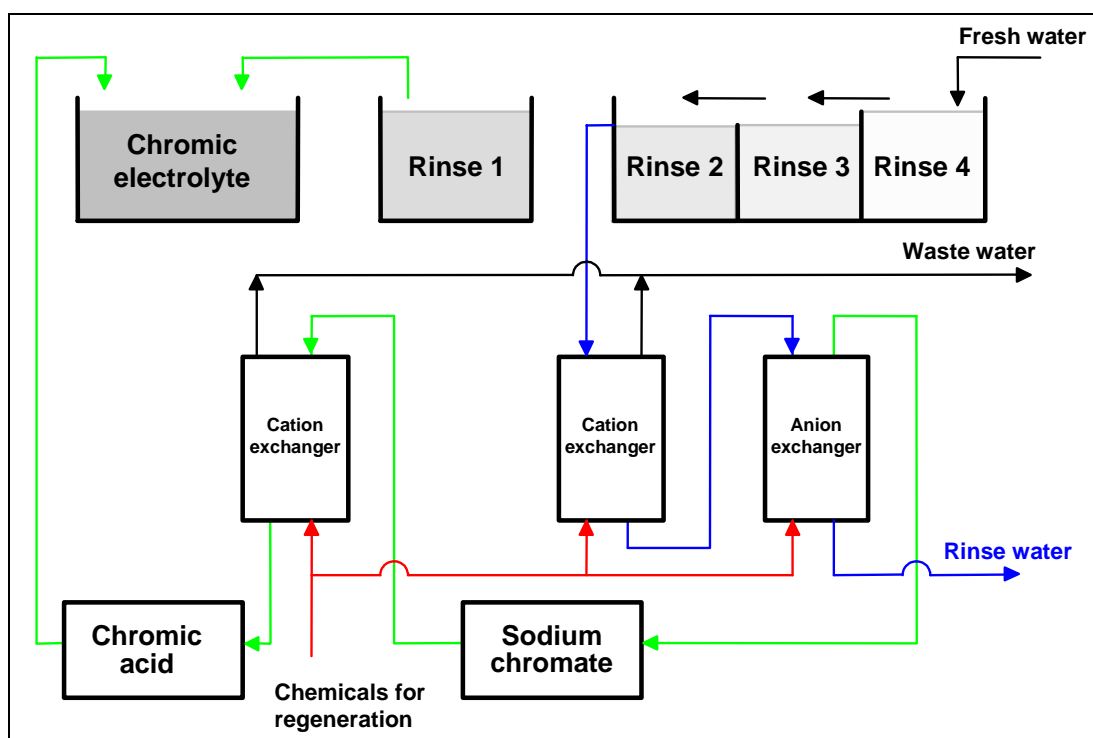 Fresh water
Chromic
electrolyte
Rinse 1
Rinse 2
Rinse 3
Rinse 4
Waste water
Cation
exchanger
Cation
exchanger
Anion
exchanger
Rinse water
Chromic
acid
Sodium
chromate
Chemicals for
regeneration